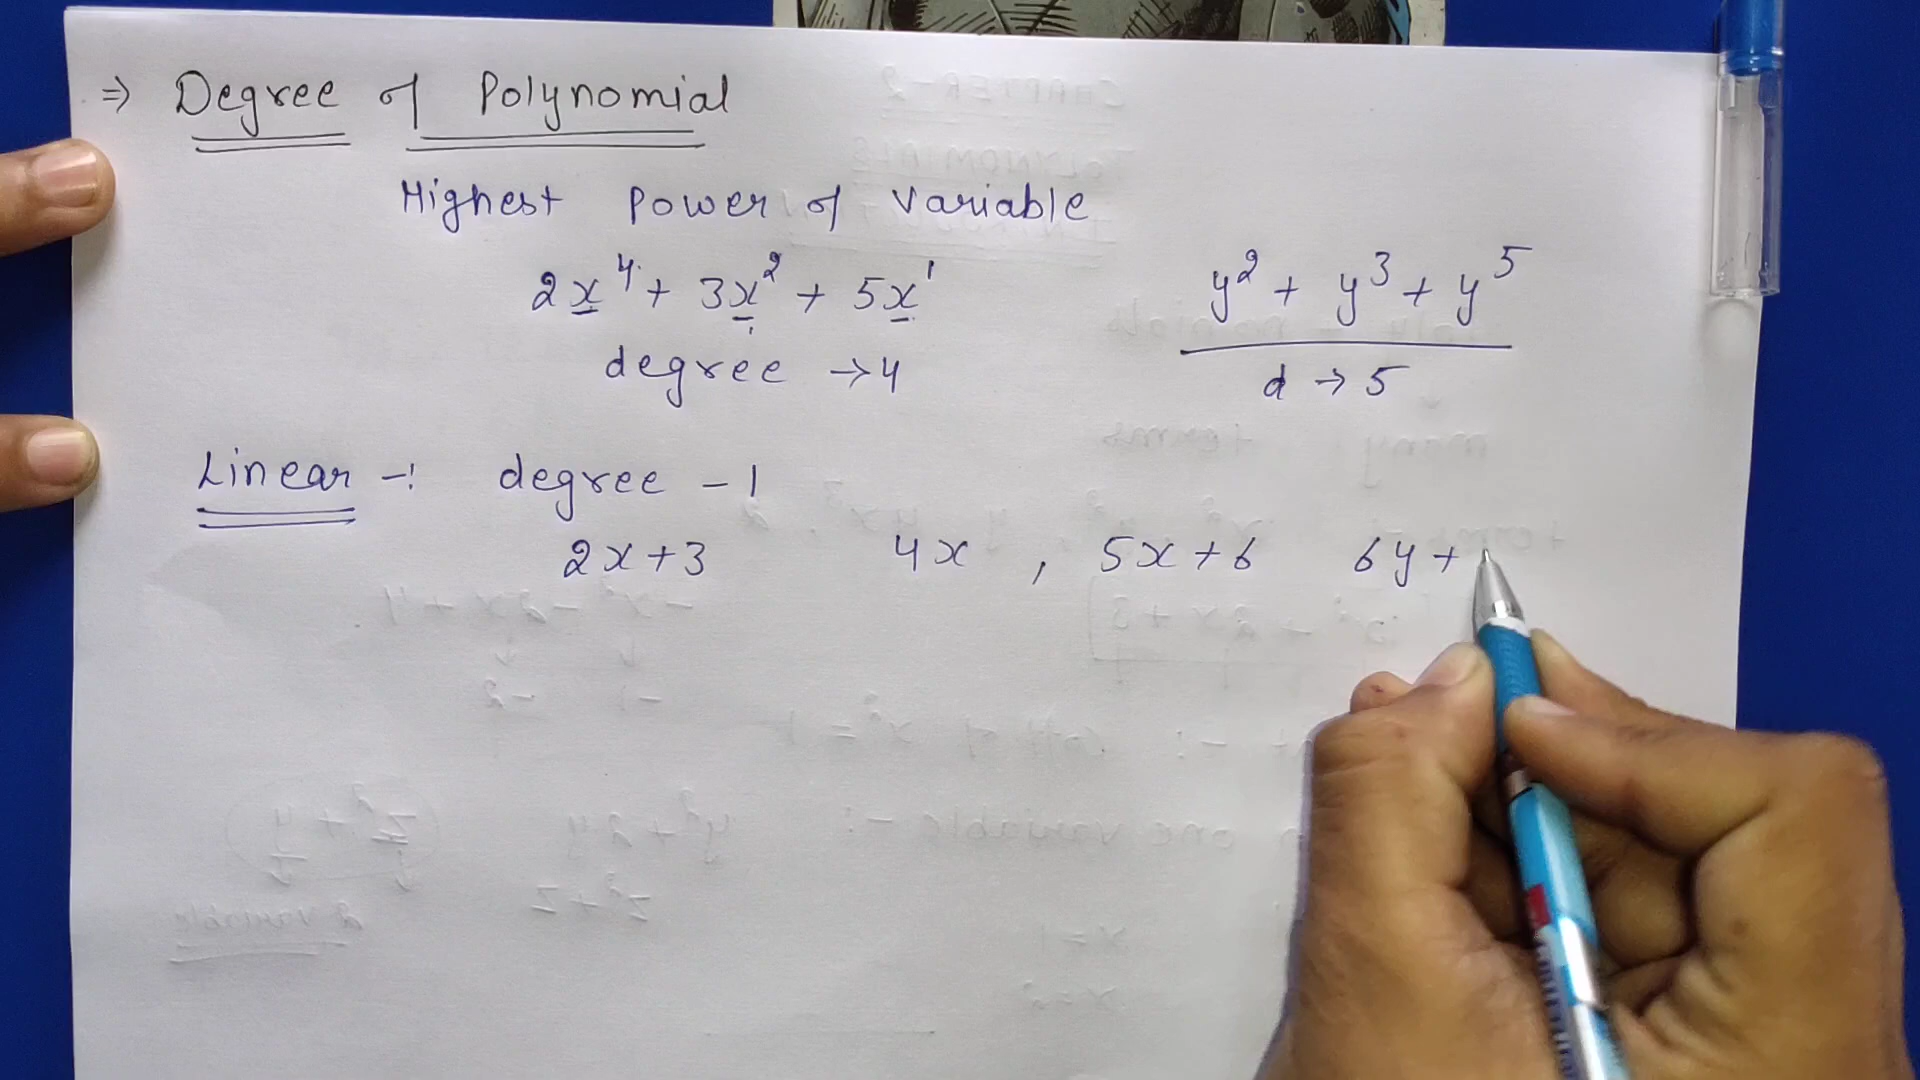 ⇒ Degree of Polynomial
Highest Power of Variable
2x⁴ + 3x² + 5x¹
y² + y³ + y⁵
degree → 4
d → 5
Linear -: degree - 1
2x+3 4x , 5x+6 6y+